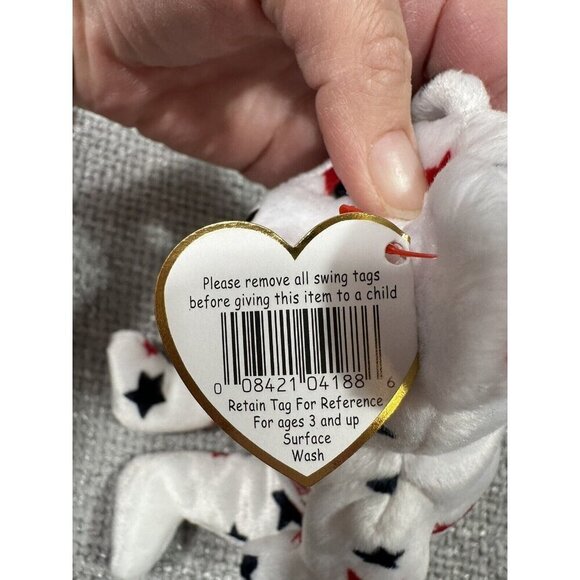 Please remove all swing tags
before giving this item to a child
0 08421 04188 6
Retain Tag For Reference
For ages 3 and up
Surface
Wash